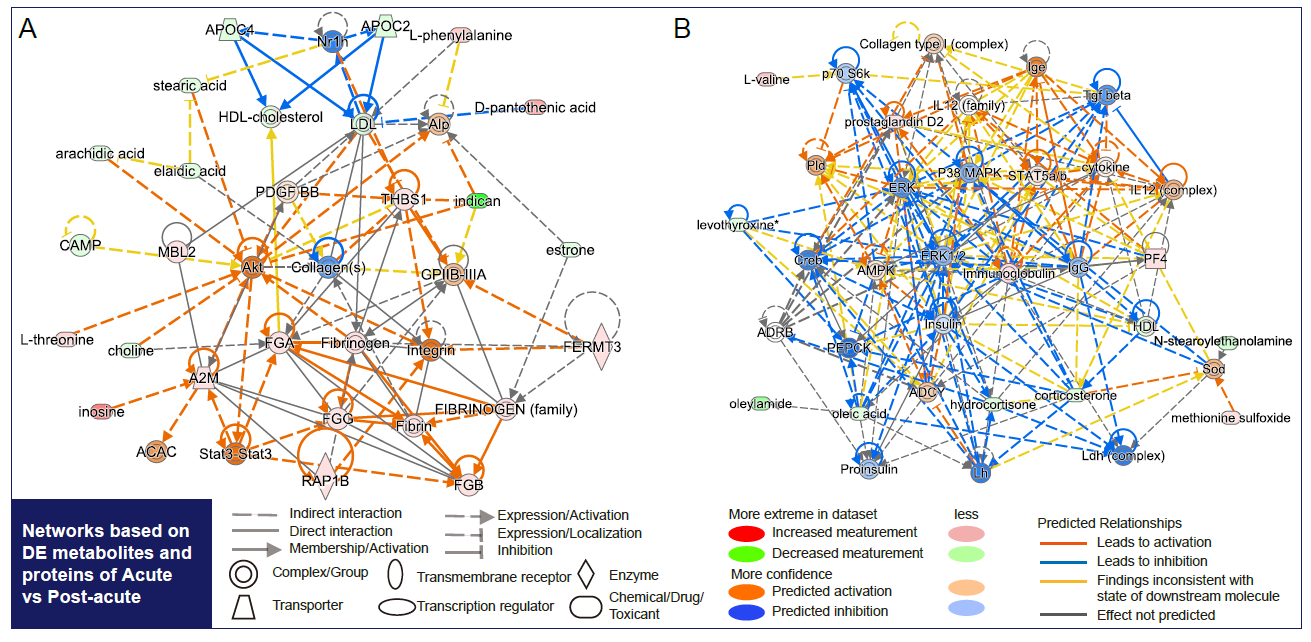 A
B
APOC4
Nr1h
APOC2
L-phenylalanine
stearic acid
HDL-cholesterol
LDL
Alp
D-pantothenic acid
arachidic acid
elaidic acid
PDGF BB
THBS1
indican
CAMP
MBL2
Akt
Collagen(s)
GPIIB-IIIA
estrone
L-threonine
choline
FGA
Fibrinogen
Integrin
FERMT3
A2M
inosine
FGG
Fibrin
FIBRINOGEN (family)
ACAC
Stat3-Stat3
RAP1B
FGB
Collagen type I (complex)
L-valine
p70 S6k
Ige
Tgf beta
IL12 (family)
prostaglandin D2
Pld
ERK
P38 MAPK
STAT5a/b
cytokine
IL12 (complex)
levothyroxine*
Creb
AMPK
ERK1/2
Immunoglobulin
IgG
PF4
ADRB
Insulin
HDL
PEPCK
N-stearoylethanolamine
Sod
ADCY
oleylamide
oleic acid
hydrocortisone
corticosterone
methionine sulfoxide
Proinsulin
Lh
Ldh (complex)
Networks based on
DE metabolites and
proteins of Acute
vs Post-acute
Indirect interaction
Direct interaction
Membership/Activation
Expression/Activation
Expression/Localization
Inhibition
Complex/Group
Transmembrane receptor
Enzyme
Transporter
Transcription regulator
Chemical/Drug/
Toxicant
More extreme in dataset
less
Increased meaturement
Decreased meaturement
More confidence
Predicted activation
Predicted inhibition
Predicted Relationships
Leads to activation
Leads to inhibition
Findings inconsistent with
state of downstream molecule
Effect not predicted